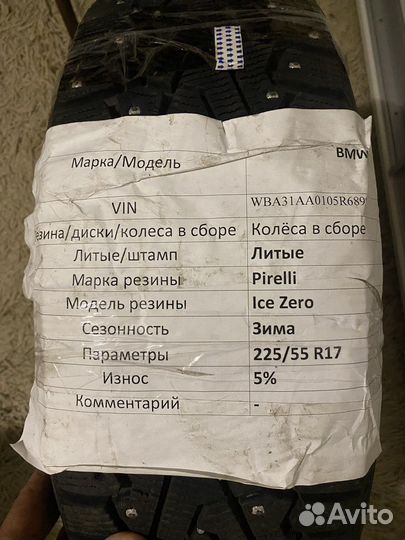 Марка/Модель BMW
VIN WBA31AA0105R689
резина/диски/колеса в сборе Колёса в сборе
Литые/штамп Литые
Марка резины Pirelli
Модель резины Ice Zero
Сезонность Зима
Параметры 225/55 R17
Износ 5%
Комментарий -
Avito